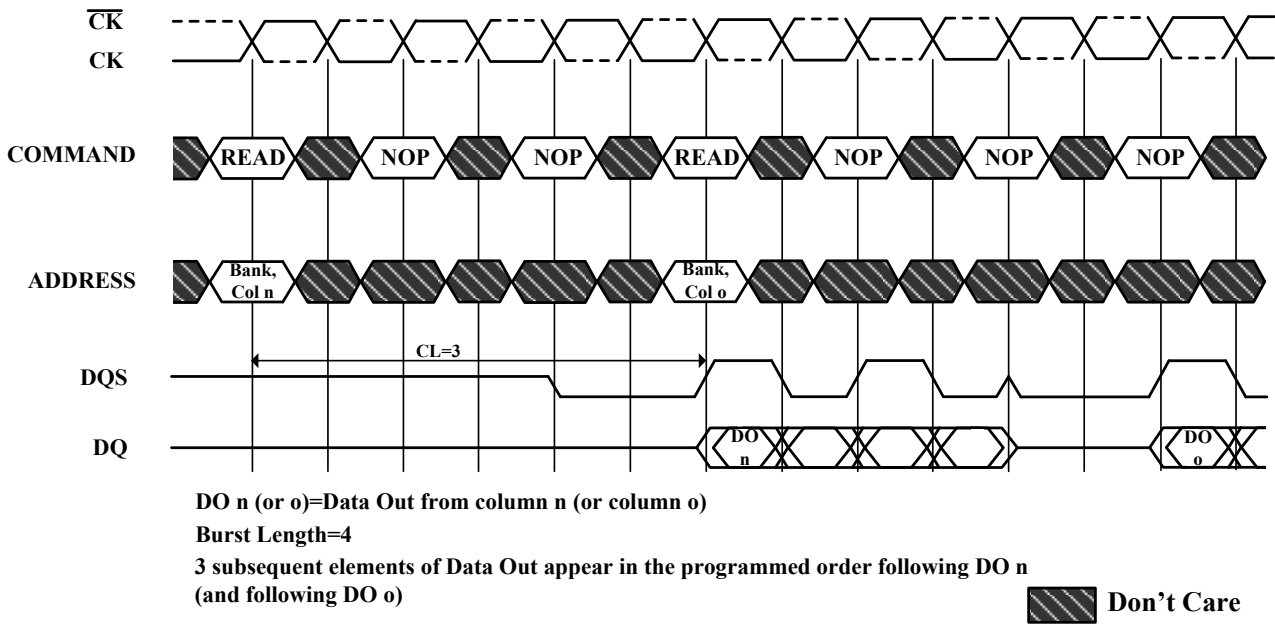 CK
CK
COMMAND READ NOP NOP READ NOP NOP NOP
ADDRESS Bank, Col n Bank, Col o
CL=3
DQS
DQ DO n DO o
DO n (or o)=Data Out from column n (or column o)
Burst Length=4
3 subsequent elements of Data Out appear in the programmed order following DO n
(and following DO o)
Don't Care